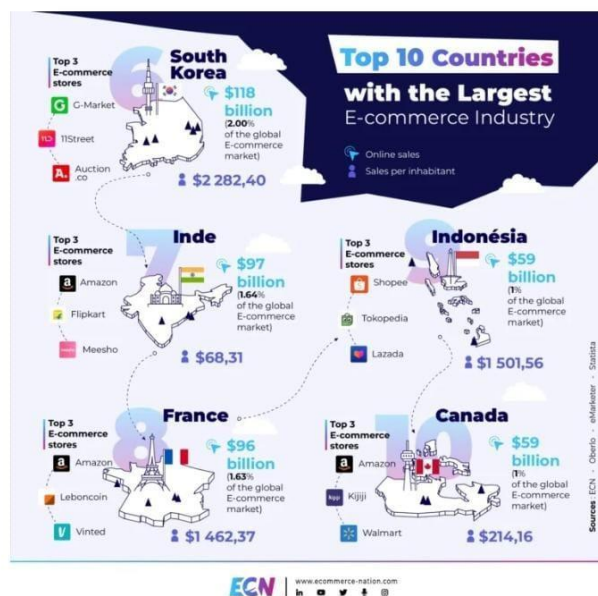 Top 10 Countries
with the Largest
E-commerce Industry
Online sales
Sales per inhabitant
6
South
Korea
Top 3
E-commerce
stores
G-Market
11Street
Auction
.co
$118
billion
(2.00%
of the global
E-commerce
market)
$2 282,40
7
Inde
Top 3
E-commerce
stores
Amazon
Flipkart
Meesho
$97
billion
(1.64%
of the global
E-commerce
market)
$68,31
8
France
Top 3
E-commerce
stores
Amazon
Leboncoin
Vinted
$96
billion
(1.63%
of the global
E-commerce
market)
$1 462,37
9
Indonésia
Top 3
E-commerce
stores
Shopee
Tokopedia
Lazada
$59
billion
(1%
of the global
E-commerce
market)
$1 501,56
10
Canada
Top 3
E-commerce
stores
Amazon
Kijiji
Walmart
$59
billion
(1%
of the global
E-commerce
market)
$214,16
Sources : ECN - Oberlo - eMarketer - Statista
ECN
www.ecommerce-nation.com